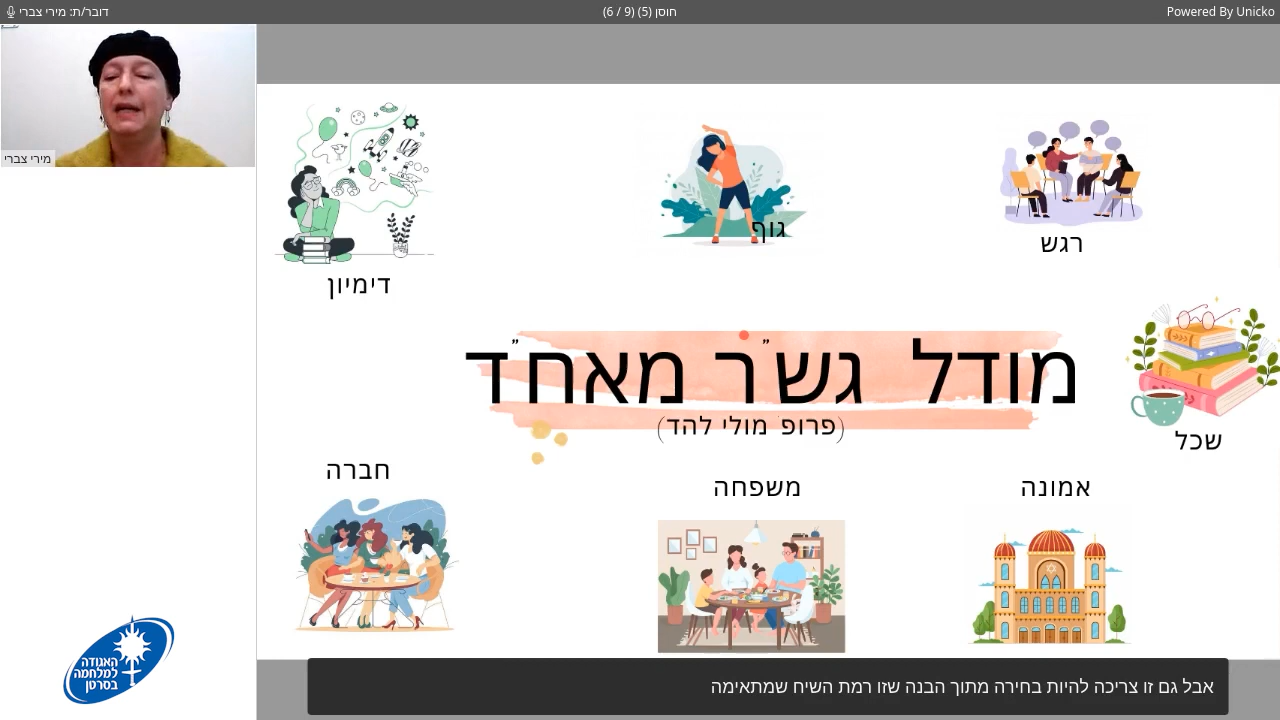 דובר/ת: מירי צברי
חוסן (5) (9 / 6)
Powered By Unicko
מירי צברי
רגש
גוף
דימיון
מודל גש"ר מאח"ד
(פרופ' מולי להד)
שכל
אמונה
משפחה
חברה
האגודה
למלחמה
בסרטן
אבל גם זו צריכה להיות בחירה מתוך הבנה שזו רמת השיח שמתאימה